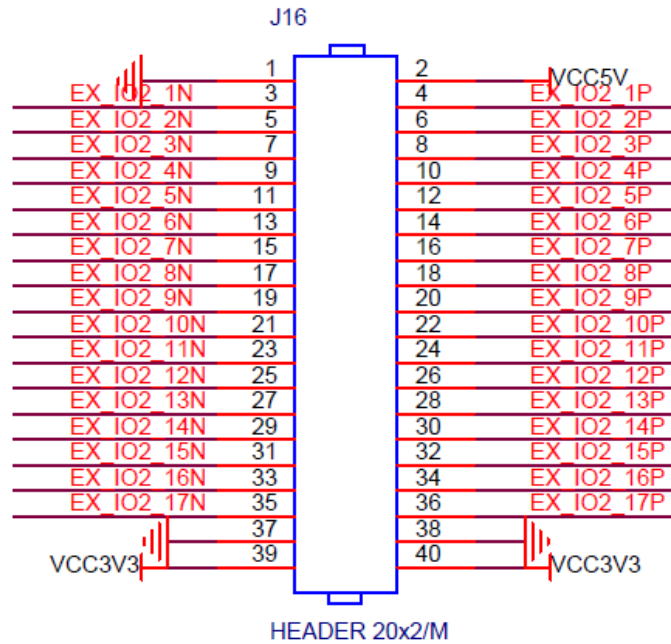 J16
1 2 VCC5V
EX_IO2_1N 3 4 EX_IO2_1P
EX_IO2_2N 5 6 EX_IO2_2P
EX_IO2_3N 7 8 EX_IO2_3P
EX_IO2_4N 9 10 EX_IO2_4P
EX_IO2_5N 11 12 EX_IO2_5P
EX_IO2_6N 13 14 EX_IO2_6P
EX_IO2_7N 15 16 EX_IO2_7P
EX_IO2_8N 17 18 EX_IO2_8P
EX_IO2_9N 19 20 EX_IO2_9P
EX_IO2_10N 21 22 EX_IO2_10P
EX_IO2_11N 23 24 EX_IO2_11P
EX_IO2_12N 25 26 EX_IO2_12P
EX_IO2_13N 27 28 EX_IO2_13P
EX_IO2_14N 29 30 EX_IO2_14P
EX_IO2_15N 31 32 EX_IO2_15P
EX_IO2_16N 33 34 EX_IO2_16P
EX_IO2_17N 35 36 EX_IO2_17P
37 38
VCC3V3 39 40 VCC3V3
HEADER 20x2/M